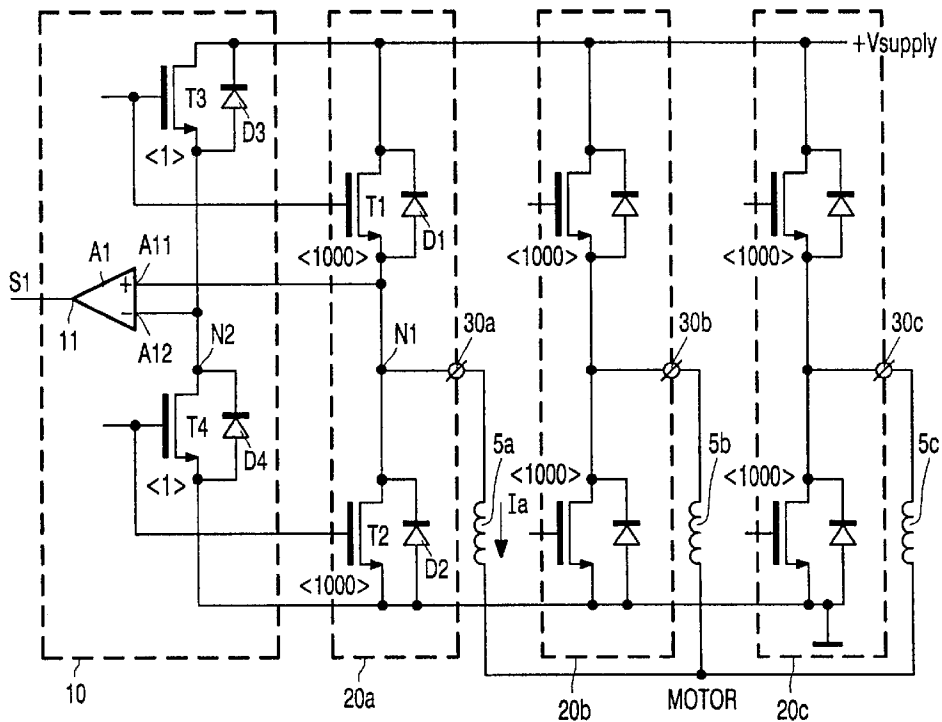 +Vsupply
T3
D3
<1>
T1
D1
<1000>
<1000>
<1000>
A1
A11
S1
+
−
11
A12
N2
N1
30a
30b
30c
T4
D4
<1>
5a
5b
5c
<1000>
<1000>
Ia
T2
D2
<1000>
10
20a
20b
MOTOR
20c